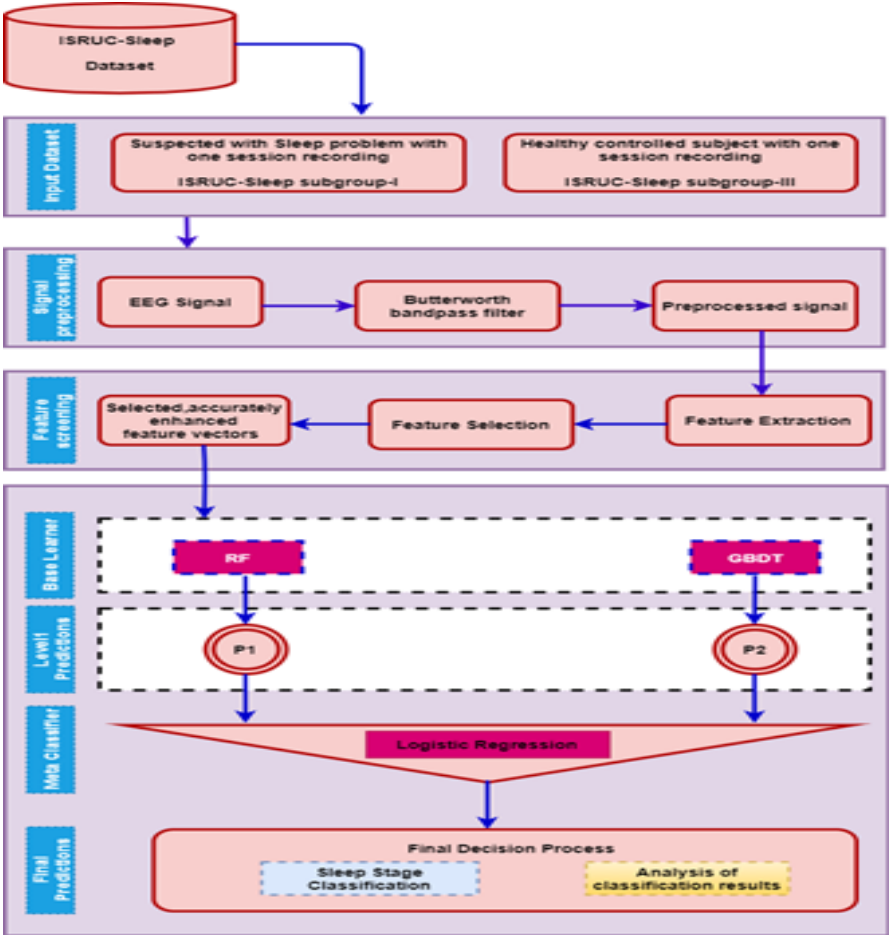 ISRUC-Sleep
Dataset
Input Dataset
Suspected with Sleep problem with
one session recording
ISRUC-Sleep subgroup-I
Healthy controlled subject with one
session recording
ISRUC-Sleep subgroup-III
Signal
preprocessing
EEG Signal
Butterworth
bandpass filter
Preprocessed signal
Feature
screening
Selected,accurately
enhanced
feature vectors
Feature Selection
Feature Extraction
Base Learner
RF
GBDT
Level1
Predictions
P1
P2
Meta Classifier
Logistic Regression
Final
Predictions
Final Decision Process
Sleep Stage
Classification
Analysis of
classification results